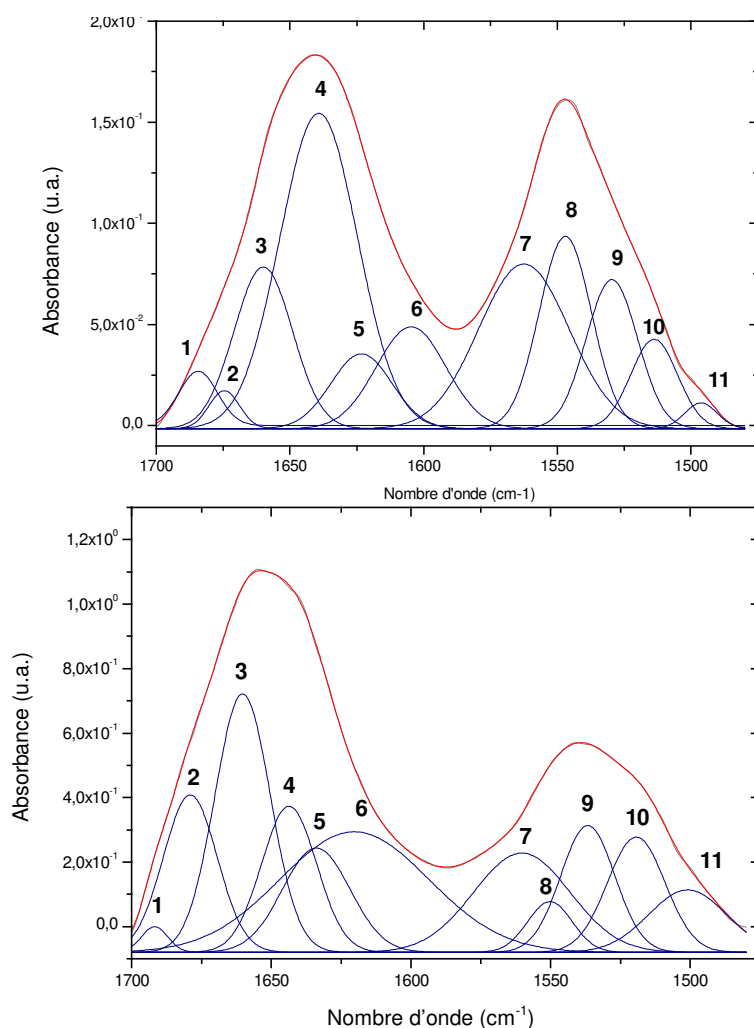 2,0x10
4
1,5x10⁻¹
8
1,0x10⁻¹
3
7
9
5,0x10⁻²
6
5
10
1
2
11
0,0
Absorbance (u.a.)
1700
1650
1600
1550
1500
Nombre d'onde (cm-1)
1,2x10⁰
1,0x10⁰
8,0x10⁻¹
3
6,0x10⁻¹
2
4,0x10⁻¹
4
6
5
7
9
10
2,0x10⁻¹
8
11
1
0,0
Absorbance (u.a.)
1700
1650
1600
1550
1500
Nombre d'onde (cm⁻¹)